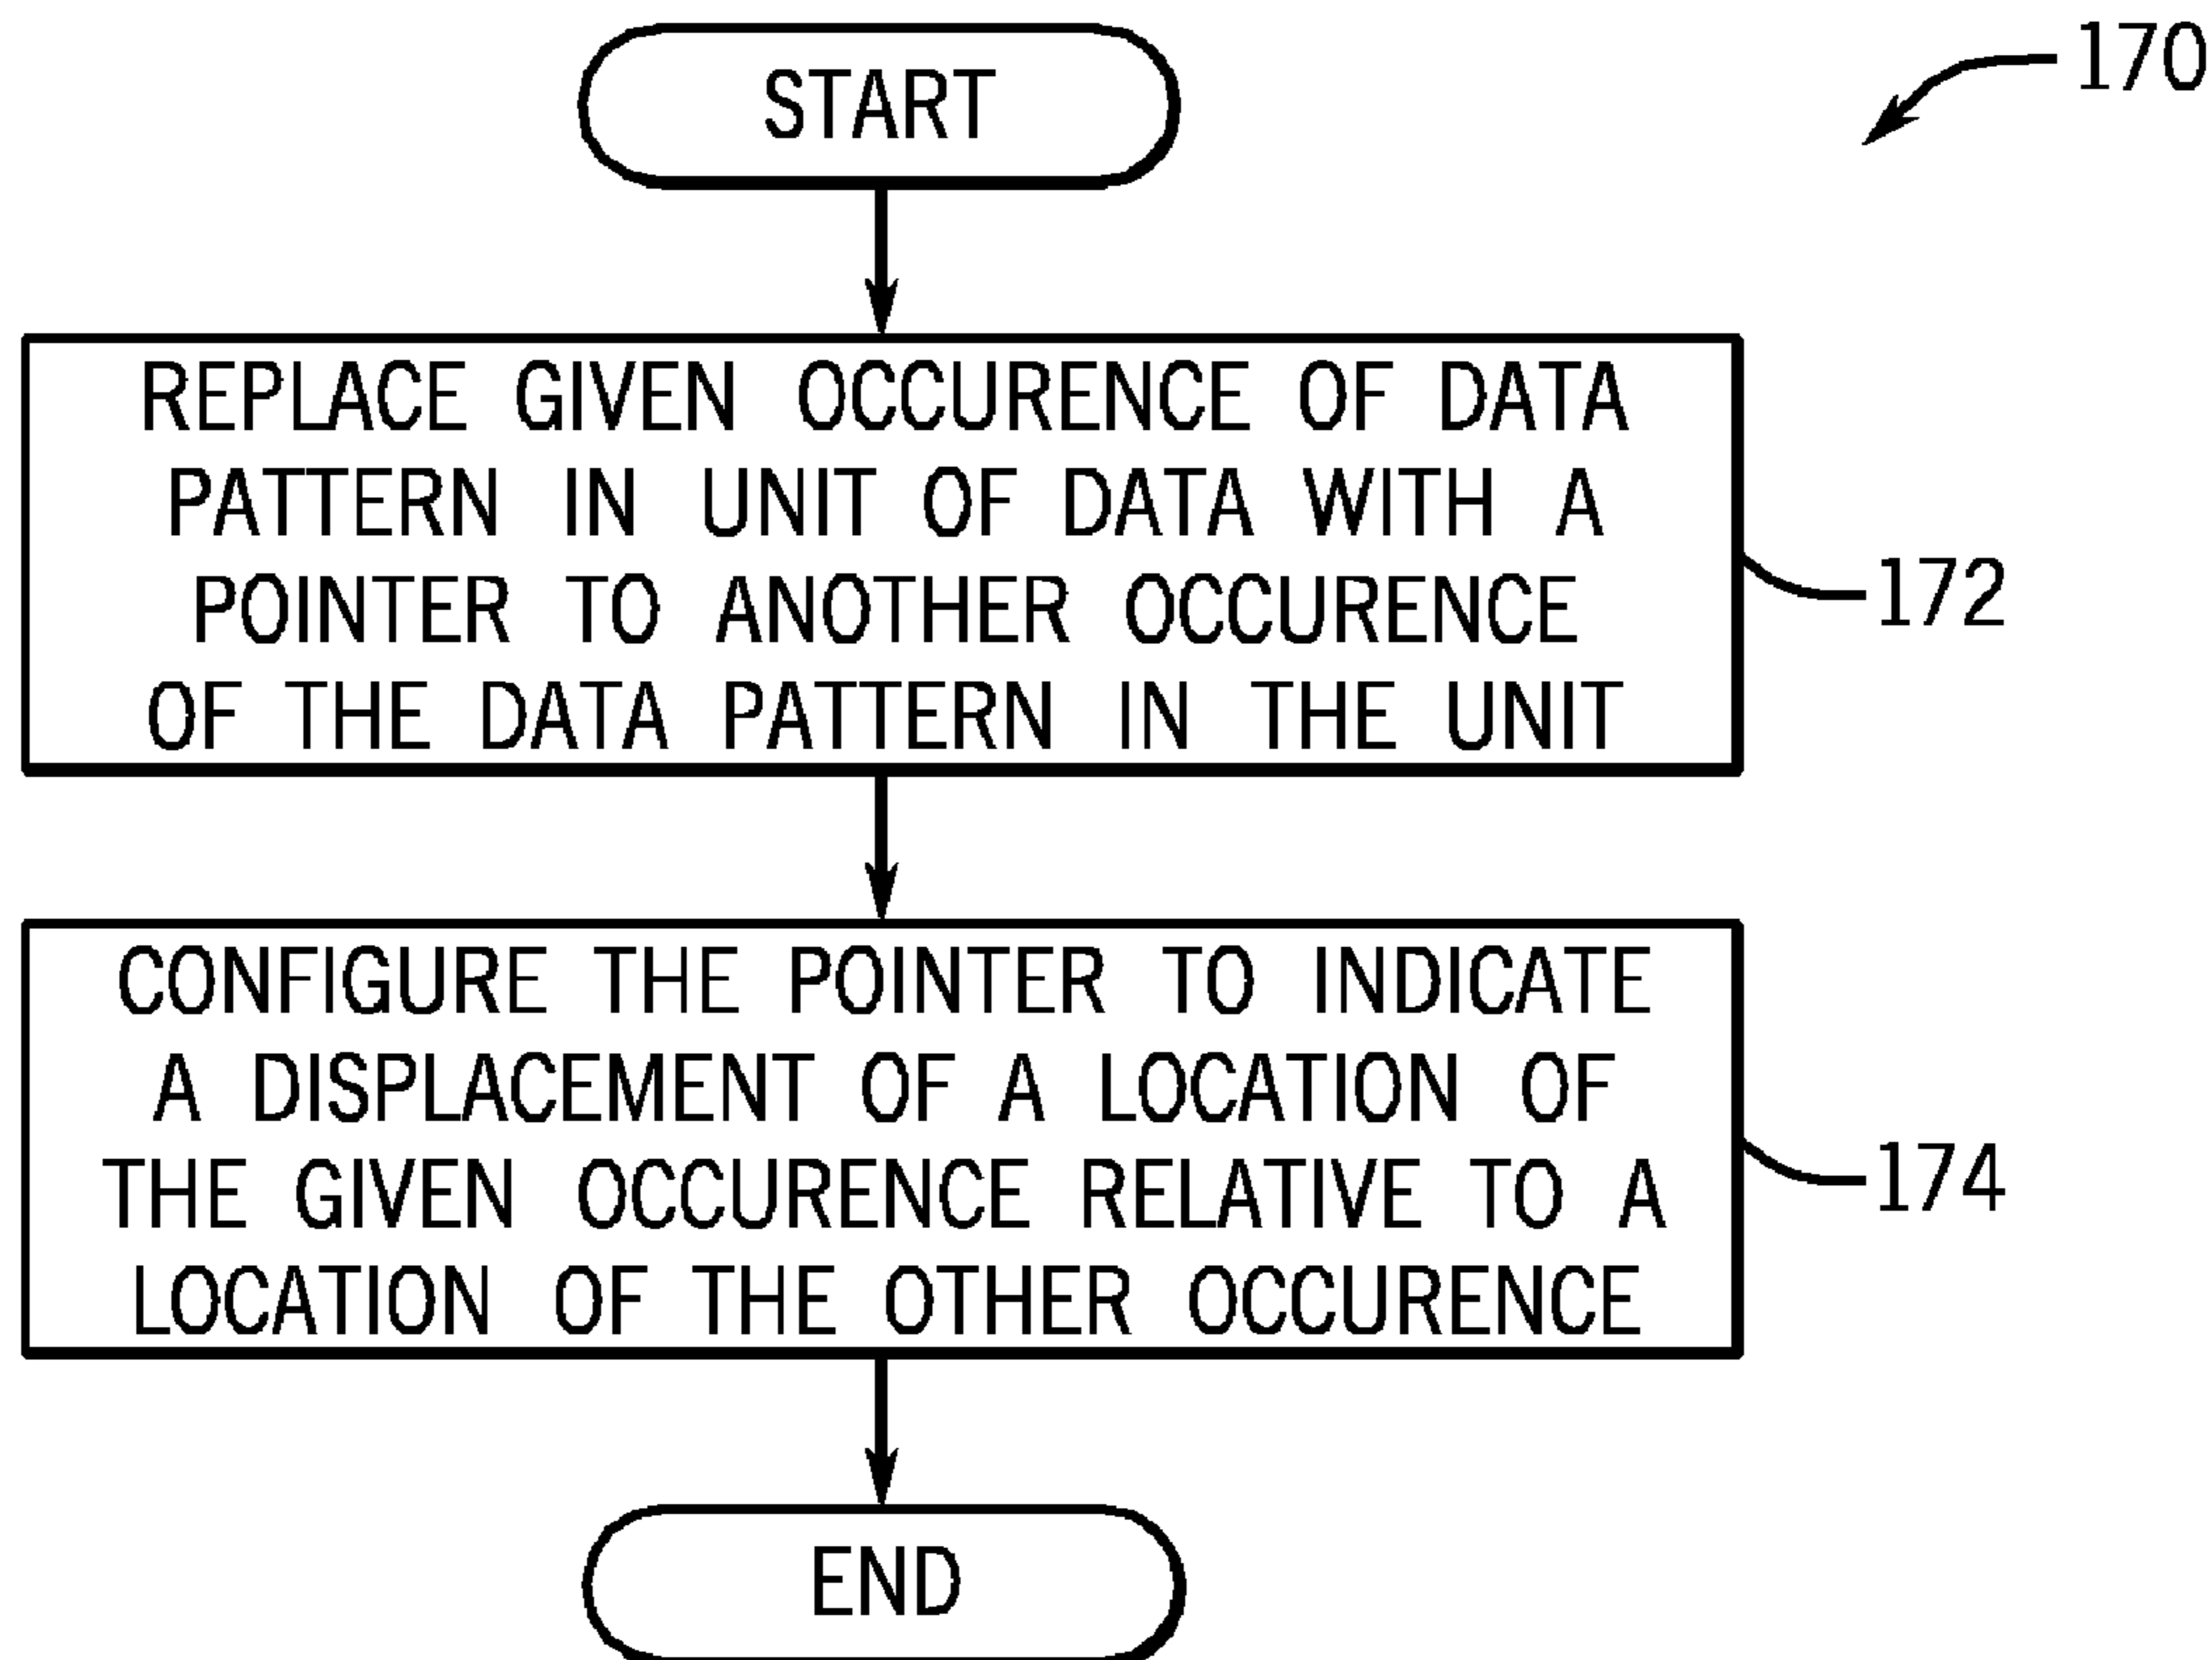 START
170
REPLACE GIVEN OCCURENCE OF DATA
PATTERN IN UNIT OF DATA WITH A
POINTER TO ANOTHER OCCURENCE
OF THE DATA PATTERN IN THE UNIT
172
CONFIGURE THE POINTER TO INDICATE
A DISPLACEMENT OF A LOCATION OF
THE GIVEN OCCURENCE RELATIVE TO A
LOCATION OF THE OTHER OCCURENCE
174
END